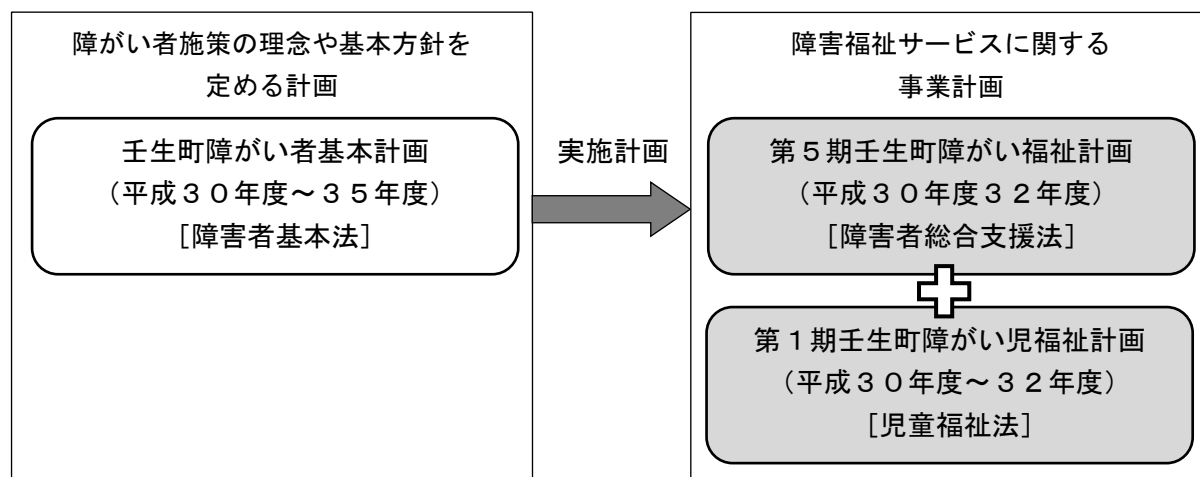 障がい者施策の理念や基本方針を
定める計画
壬生町障がい者基本計画
（平成３０年度～３５年度）
［障害者基本法］
実施計画
障害福祉サービスに関する
事業計画
第５期壬生町障がい福祉計画
（平成３０年度３２年度）
［障害者総合支援法］
第１期壬生町障がい児福祉計画
（平成３０年度～３２年度）
［児童福祉法］